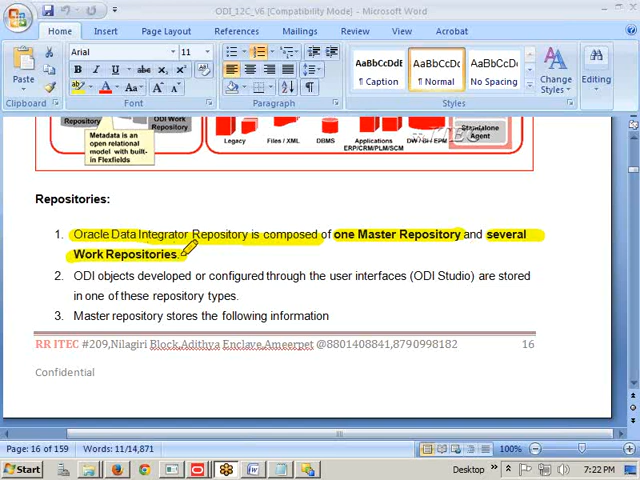 ODI_12C_V6 [Compatibility Mode] - Microsoft Word
Home Insert Page Layout References Mailings Review View Acrobat
Arial 11
AaBbCcDdE AaBbCcDc AaBbCcDc
Paste
¶ Caption ¶ Normal No Spacing
Change Styles
Editing
Clipboard Font Paragraph Styles
Repository
ODI Work
Repository
Metadata is an
open relational
model with built-
in Flexfields
Legacy Files / XML DBMS Applications
ERP/CRM/PLM/SCM
DW / BI / EPM
Standalone
Agent
Repositories:
1. Oracle Data Integrator Repository is composed of one Master Repository and several
Work Repositories.
2. ODI objects developed or configured through the user interfaces (ODI Studio) are stored
in one of these repository types.
3. Master repository stores the following information
RR ITEC #209,Nilagiri Block,Adithya Enclave,Ameerpet @8801408841,8790998182 16
Confidential
Page: 16 of 159 Words: 11/14,871 100%
Start Desktop 7:22 PM